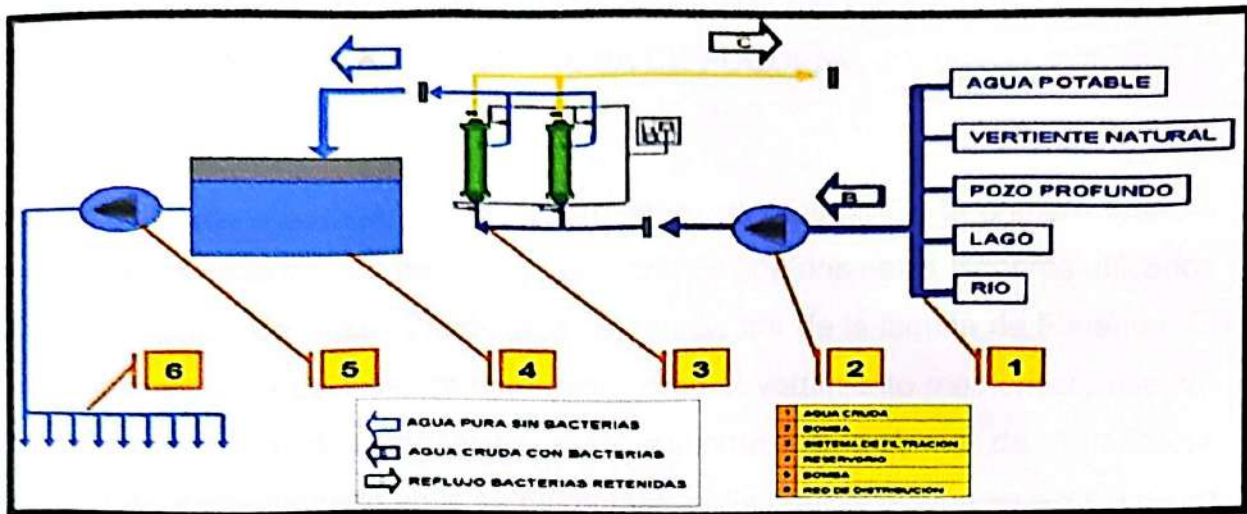 C
AGUA POTABLE
VERTIENTE NATURAL
POZO PROFUNDO
LAGO
RIO
B
6
5
4
3
2
1
AGUA PURA SIN BACTERIAS
AGUA CRUDA CON BACTERIAS
REFLUJO BACTERIAS RETENIDAS
1 AGUA CRUDA
2 BOMBA
3 SISTEMA DE FILTRACION
4 RESERVORIO
5 BOMBA
6 RED DE DISTRIBUCION